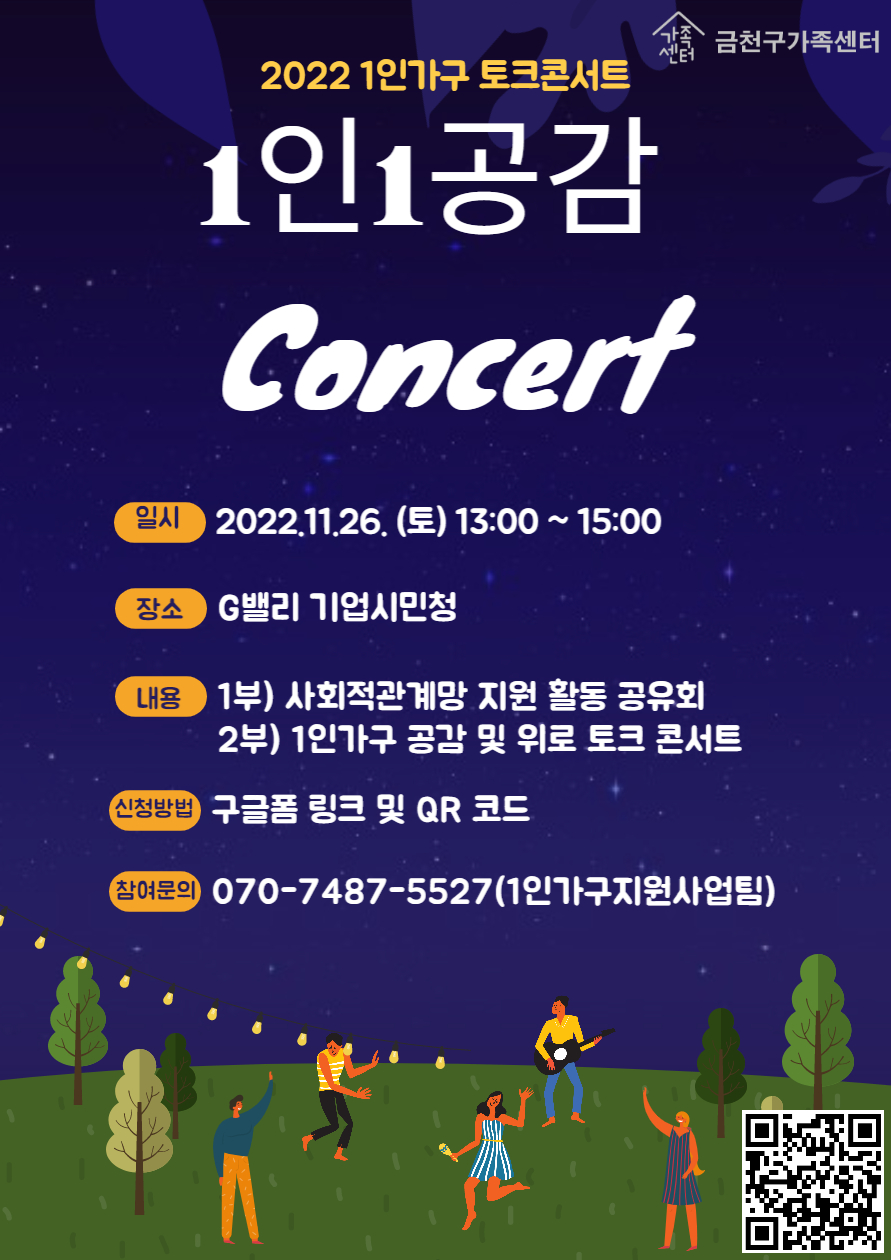 가족
센터
금천구가족센터
2022 1인가구 토크콘서트
1인1공감
Concert
일시 2022.11.26. (토) 13:00 ~ 15:00
장소 G밸리 기업시민청
내용 1부) 사회적관계망 지원 활동 공유회
2부) 1인가구 공감 및 위로 토크 콘서트
신청방법 구글폼 링크 및 QR 코드
참여문의 070-7487-5527(1인가구지원사업팀)